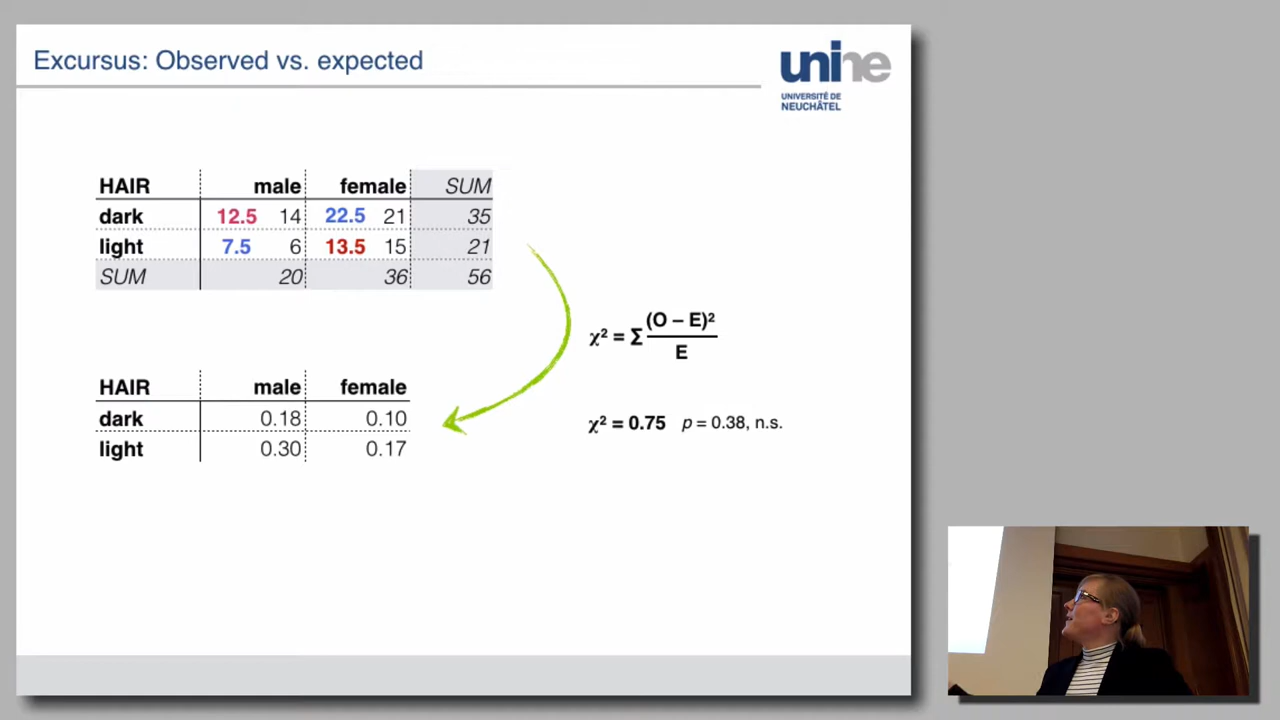 Excursus: Observed vs. expected
unine
UNIVERSITÉ DE
NEUCHÂTEL
HAIR male female SUM
dark 12.5 14 22.5 21 35
light 7.5 6 13.5 15 21
SUM 20 36 56
χ² = Σ (O – E)²
E
HAIR male female
dark 0.18 0.10
light 0.30 0.17
χ² = 0.75 p = 0.38, n.s.